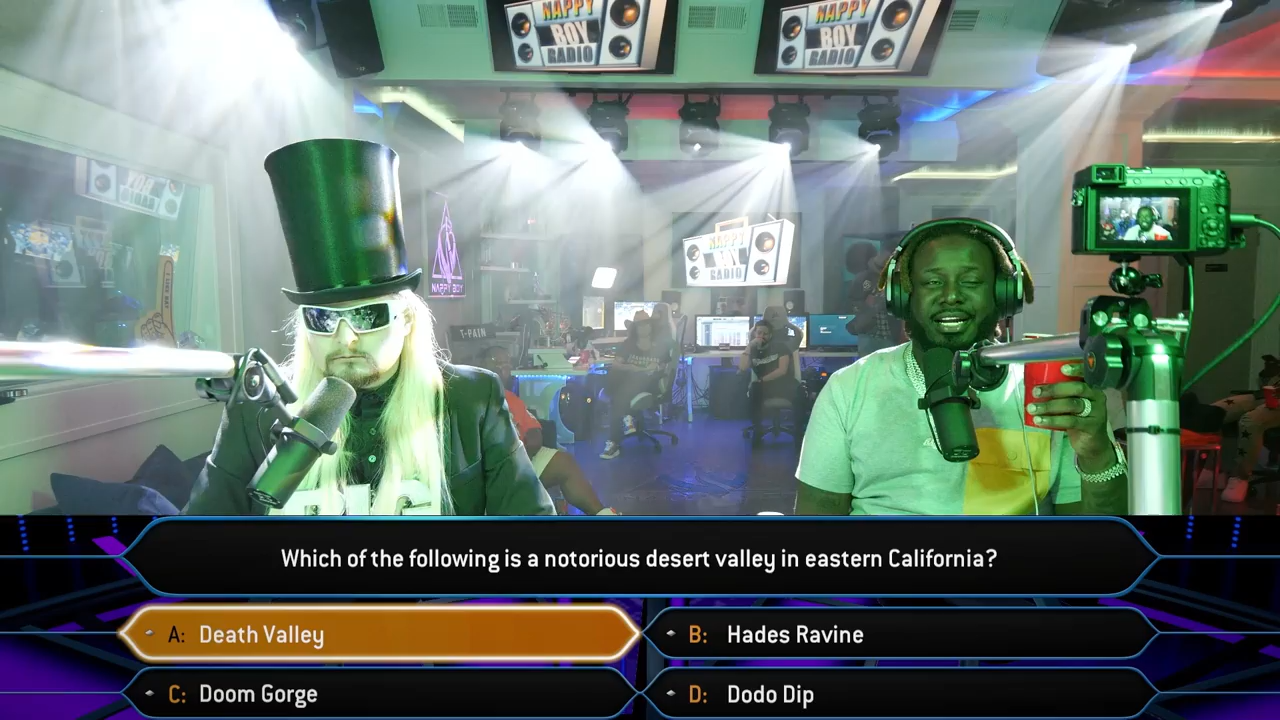 NAPPY
BOY
RADIO
NAPPY
BOY
RADIO
NAPPY
RADIO
NAPPY BOY
T-PAIN
Which of the following is a notorious desert valley in eastern California?
A: Death Valley
B: Hades Ravine
C: Doom Gorge
D: Dodo Dip